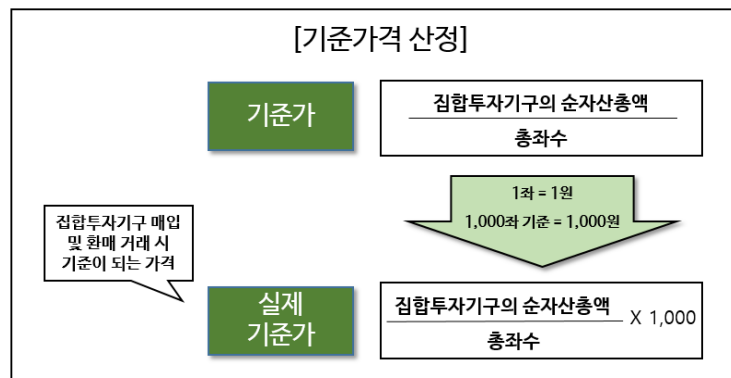 [기준가격 산정]
기준가
집합투자기구의 순자산총액
총좌수
1좌 = 1원
1,000좌 기준 = 1,000원
집합투자기구 매입
및 환매 거래 시
기준이 되는 가격
실제
기준가
집합투자기구의 순자산총액
총좌수
X 1,000